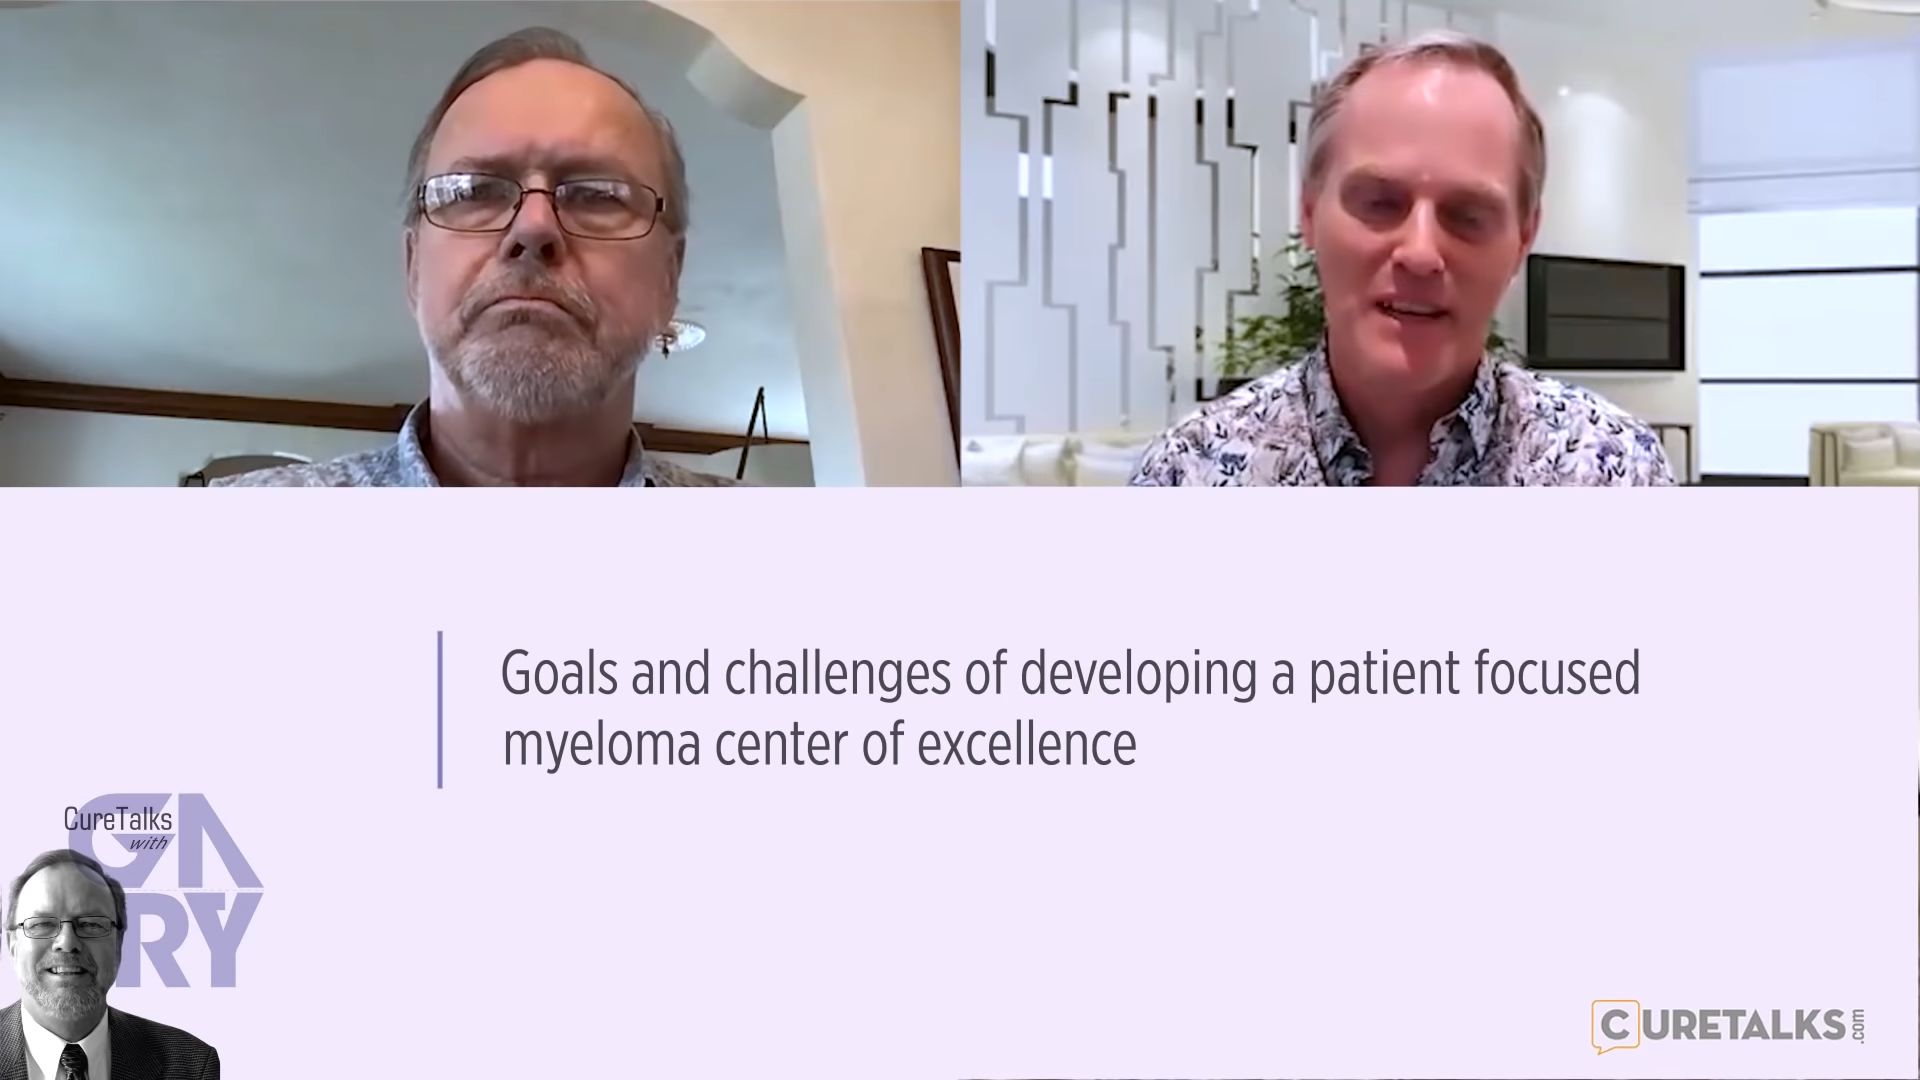 Goals and challenges of developing a patient focused
myeloma center of excellence
CureTalks
with
GARY
CURETALKS.com